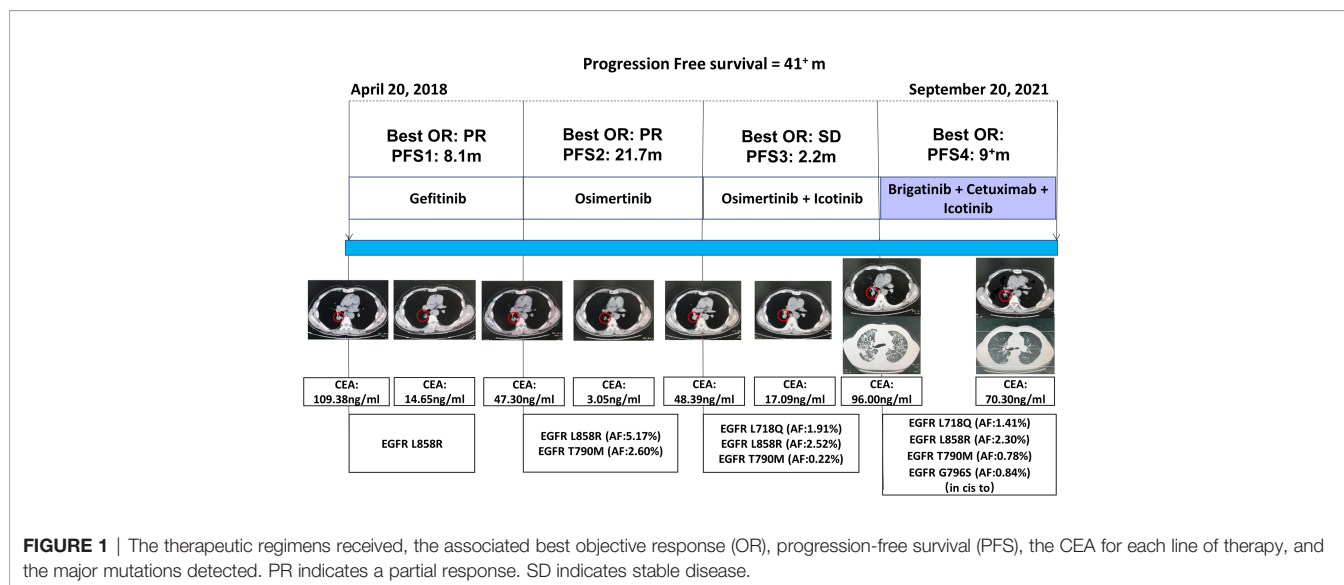 Progression Free survival = 41⁺ m
April 20, 2018
September 20, 2021
Best OR: PR
PFS1: 8.1m
Best OR: PR
PFS2: 21.7m
Best OR: SD
PFS3: 2.2m
Best OR:
PFS4: 9⁺m
Gefitinib
Osimertinib
Osimertinib + Icotinib
Brigatinib + Cetuximab +
Icotinib
CEA:
109.38ng/ml
CEA:
14.65ng/ml
CEA:
47.30ng/ml
CEA:
3.05ng/ml
CEA:
48.39ng/ml
CEA:
17.09ng/ml
CEA:
96.00ng/ml
CEA:
70.30ng/ml
EGFR L858R
EGFR L858R (AF:5.17%)
EGFR T790M (AF:2.60%)
EGFR L718Q (AF:1.91%)
EGFR L858R (AF:2.52%)
EGFR T790M (AF:0.22%)
EGFR L718Q (AF:1.41%)
EGFR L858R (AF:2.30%)
EGFR T790M (AF:0.78%)
EGFR G796S (AF:0.84%)
(in cis to)
FIGURE 1 | The therapeutic regimens received, the associated best objective response (OR), progression-free survival (PFS), the CEA for each line of therapy, and
the major mutations detected. PR indicates a partial response. SD indicates stable disease.